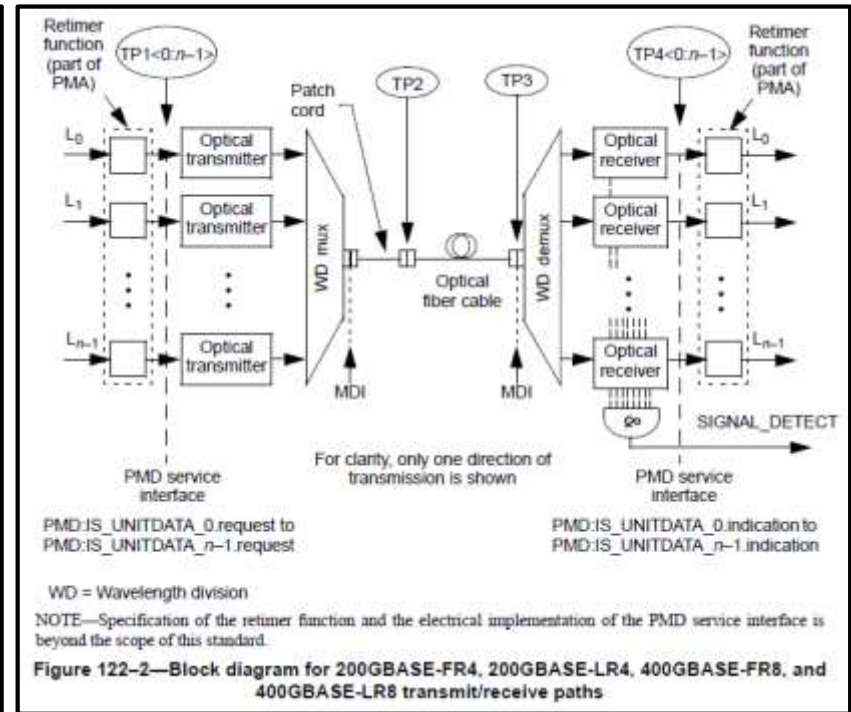 Retimer
function
(part of
PMA)
TP1<0:n–1>
Patch
cord
TP2
TP3
TP4<0:n–1>
Retimer
function
(part of
PMA)
L0
Optical
transmitter
Optical
receiver
L0
L1
Optical
transmitter
WD mux
Optical
fiber cable
WD demux
Optical
receiver
L1
Ln–1
Optical
transmitter
Optical
receiver
Ln–1
MDI
MDI
&
SIGNAL_DETECT
For clarity, only one direction of
transmission is shown
PMD service
interface
PMD service
interface
PMD:IS_UNITDATA_0.request to
PMD:IS_UNITDATA_n–1.request
PMD:IS_UNITDATA_0.indication to
PMD:IS_UNITDATA_n–1.indication
WD = Wavelength division
NOTE—Specification of the retimer function and the electrical implementation of the PMD service interface is
beyond the scope of this standard.
Figure 122–2—Block diagram for 200GBASE-FR4, 200GBASE-LR4, 400GBASE-FR8, and
400GBASE-LR8 transmit/receive paths